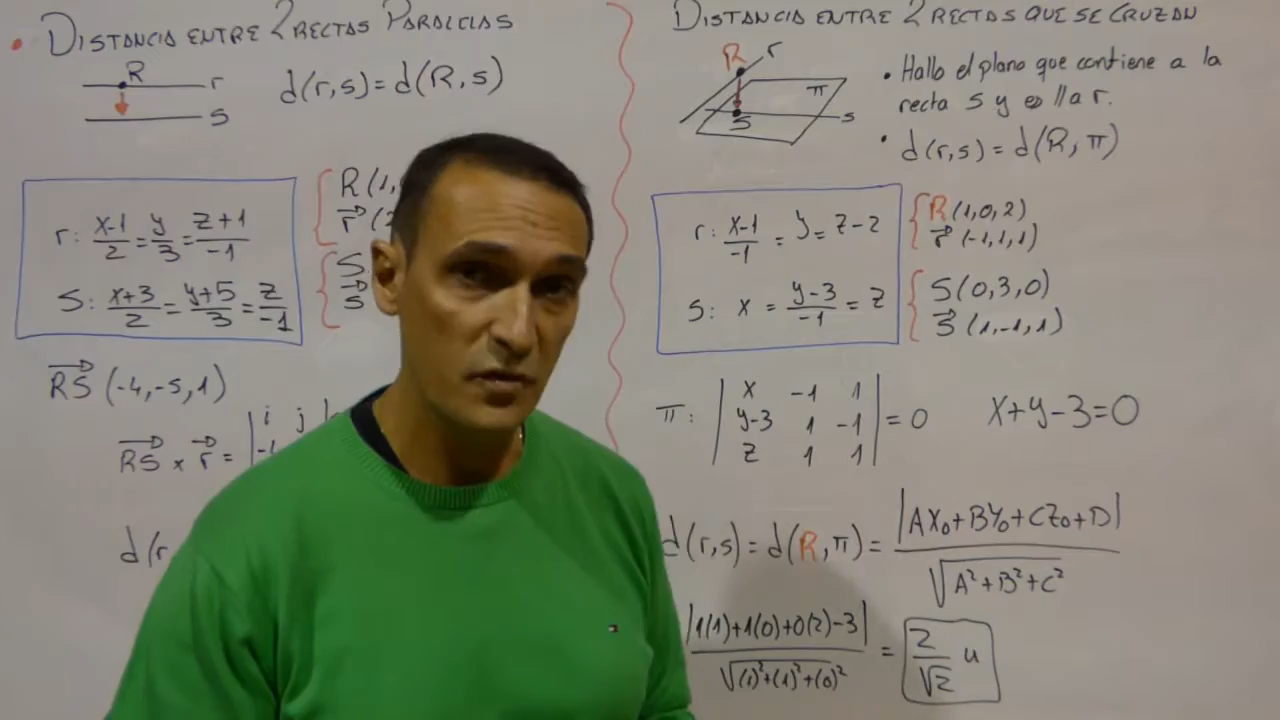 • DISTANCIA ENTRE 2 RECTAS PARALELAS
R
r
s
d(r,s)=d(R,s)
r: x-1/2 = y/3 = z+1/-1
s: x+3/2 = y+5/3 = z/-1
R(1,
r⃗ (2
S
s⃗
RS⃗ (-4,-5,1)
RS⃗ x r⃗ = | i j
-4
d(r
DISTANCIA ENTRE 2 RECTAS QUE SE CRUZAN
R
r
π
S
s
• Hallo el plano que contiene a la
recta s y es // a r.
• d(r,s)=d(R,π)
r: x-1/-1 = y = z-2
s: x = y-3/-1 = z
R(1,0,2)
r⃗ (-1,1,1)
S(0,3,0)
s⃗ (1,-1,1)
π: | x -1 1 |
| y-3 1 -1 | = 0 x+y-3=0
| z 1 1 |
d(r,s) = d(R,π) = |Ax₀+By₀+Cz₀+D| / √A²+B²+C²
|1(1)+1(0)+0(2)-3| / √(1)²+(1)²+(0)² = 2/√2 u